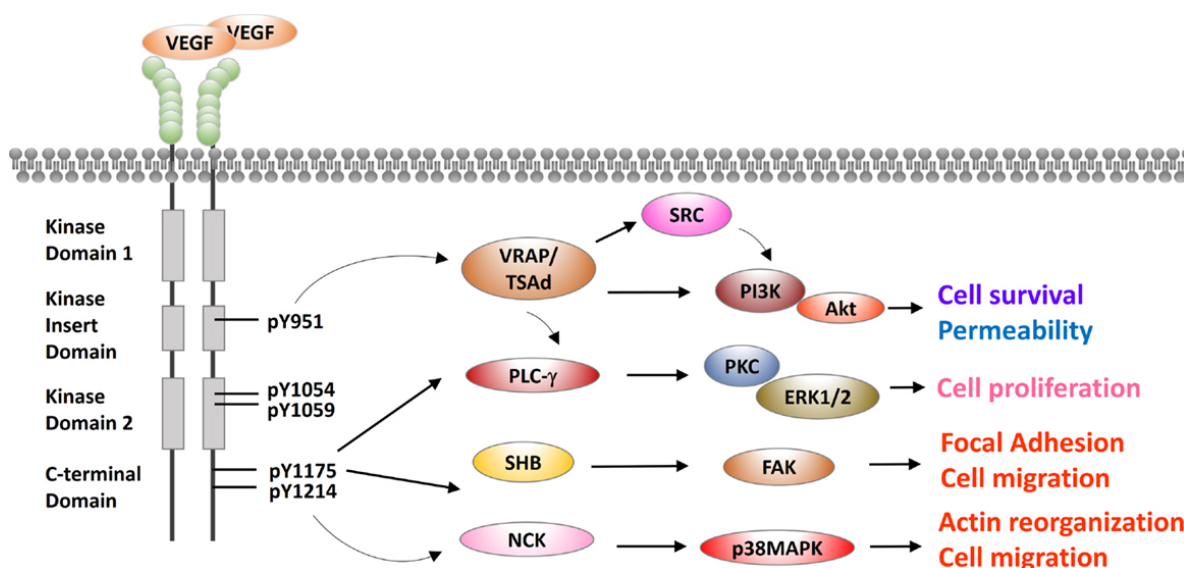 VEGF
VEGF
Kinase
Domain 1
Kinase
Insert
Domain
Kinase
Domain 2
C-terminal
Domain
pY951
pY1054
pY1059
pY1175
pY1214
SRC
VRAP/
TSAd
PI3K
Akt
Cell survival
Permeability
PLC-γ
PKC
ERK1/2
Cell proliferation
SHB
FAK
Focal Adhesion
Cell migration
NCK
p38MAPK
Actin reorganization
Cell migration